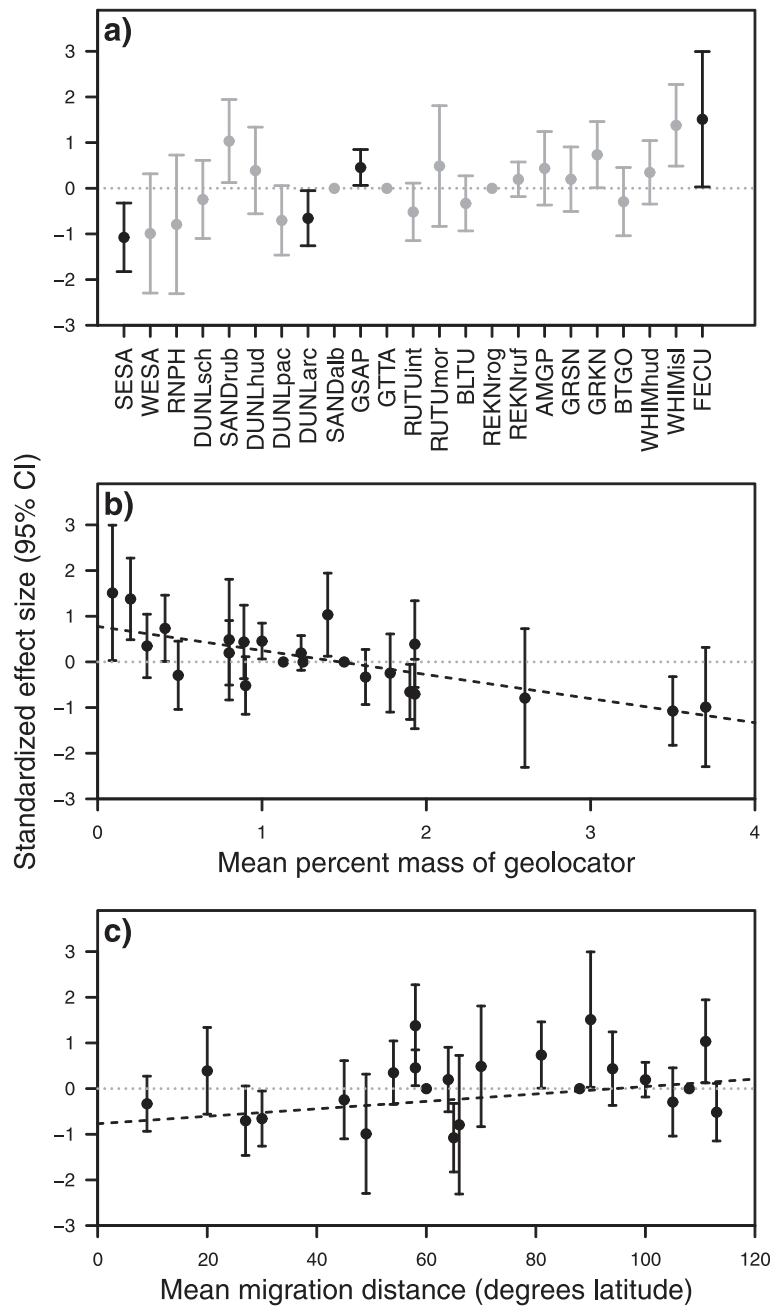 a)
3
2
1
0
−1
−2
−3
SESA
WESA
RNPH
DUNLsch
SANDrub
DUNLhud
DUNLpac
DUNLarc
SANDalb
GSAP
GTTA
RUTUint
RUTUmor
BLTU
REKNrog
REKNruf
AMGP
GRSN
GRKN
BTGO
WHIMhud
WHIMisl
FECU
Standardized effect size (95% CI)
b)
3
2
1
0
−1
−2
−3
0 1 2 3 4
Mean percent mass of geolocator
c)
3
2
1
0
−1
−2
−3
0 20 40 60 80 100 120
Mean migration distance (degrees latitude)